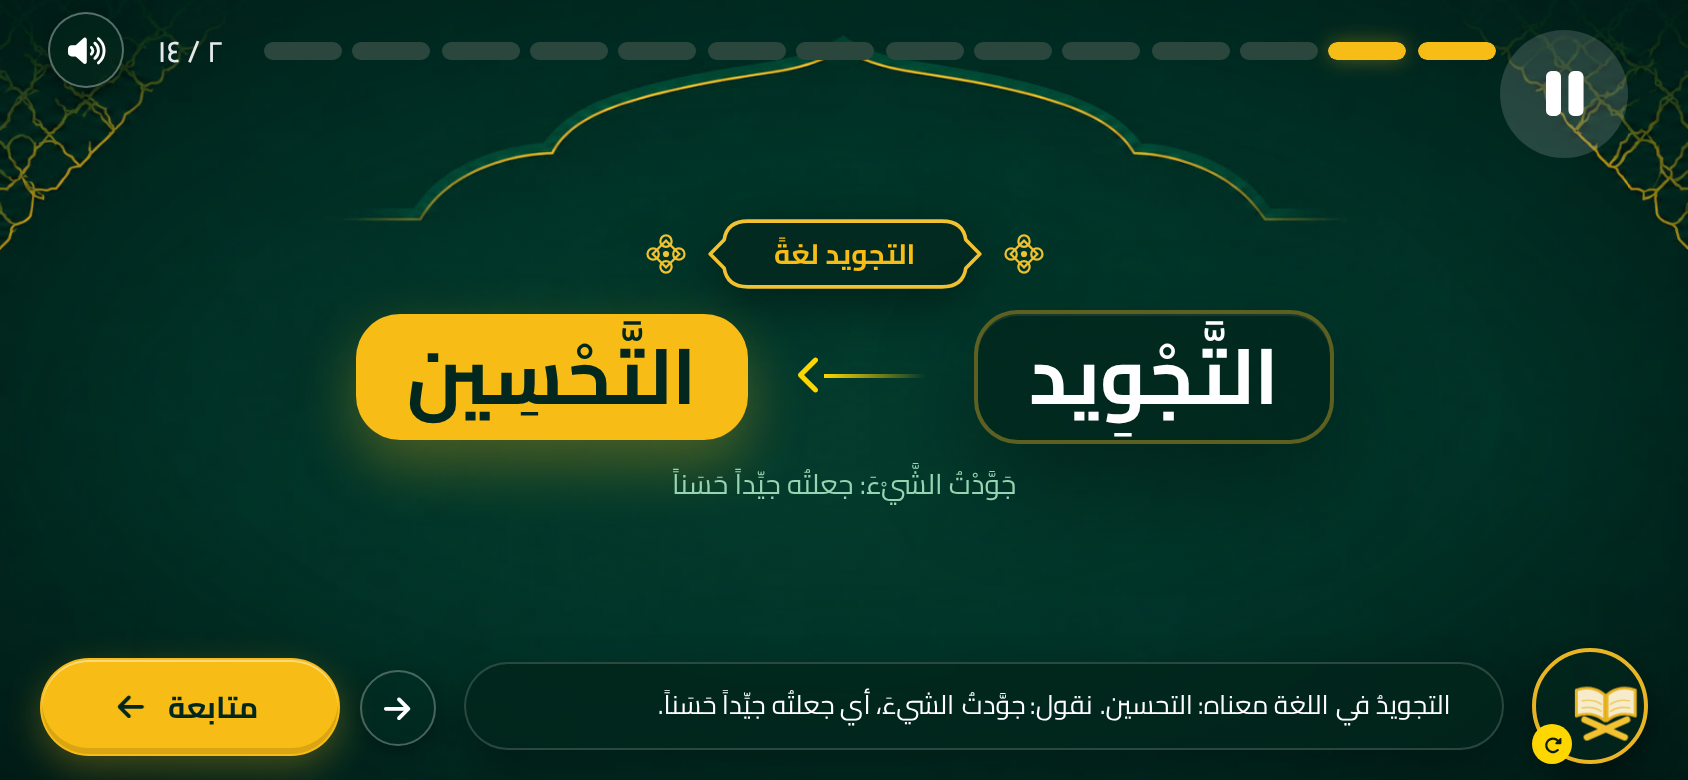 ٢ / ١٤
التجويد لغةً
التَّجْوِيد
التَّحْسِين
جَوَّدْتُ الشَّيْءَ: جعلتُه جيِّداً حَسَناً
التجويدُ في اللغة معناه: التحسين. نقول: جوَّدتُ الشيءَ، أي جعلتُه جيِّداً حَسَناً.
متابعة